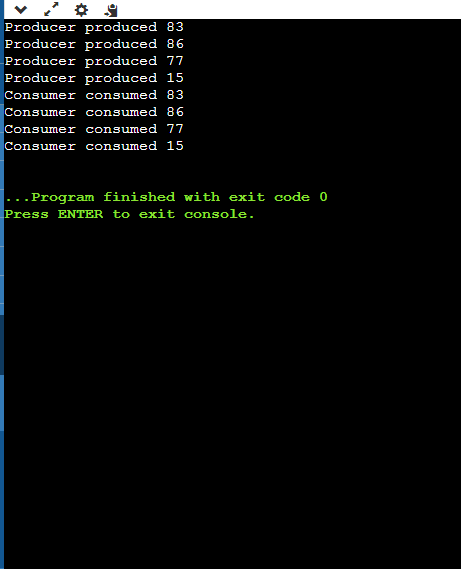 Producer produced 83
Producer produced 86
Producer produced 77
Producer produced 15
Consumer consumed 83
Consumer consumed 86
Consumer consumed 77
Consumer consumed 15
...Program finished with exit code 0
Press ENTER to exit console.